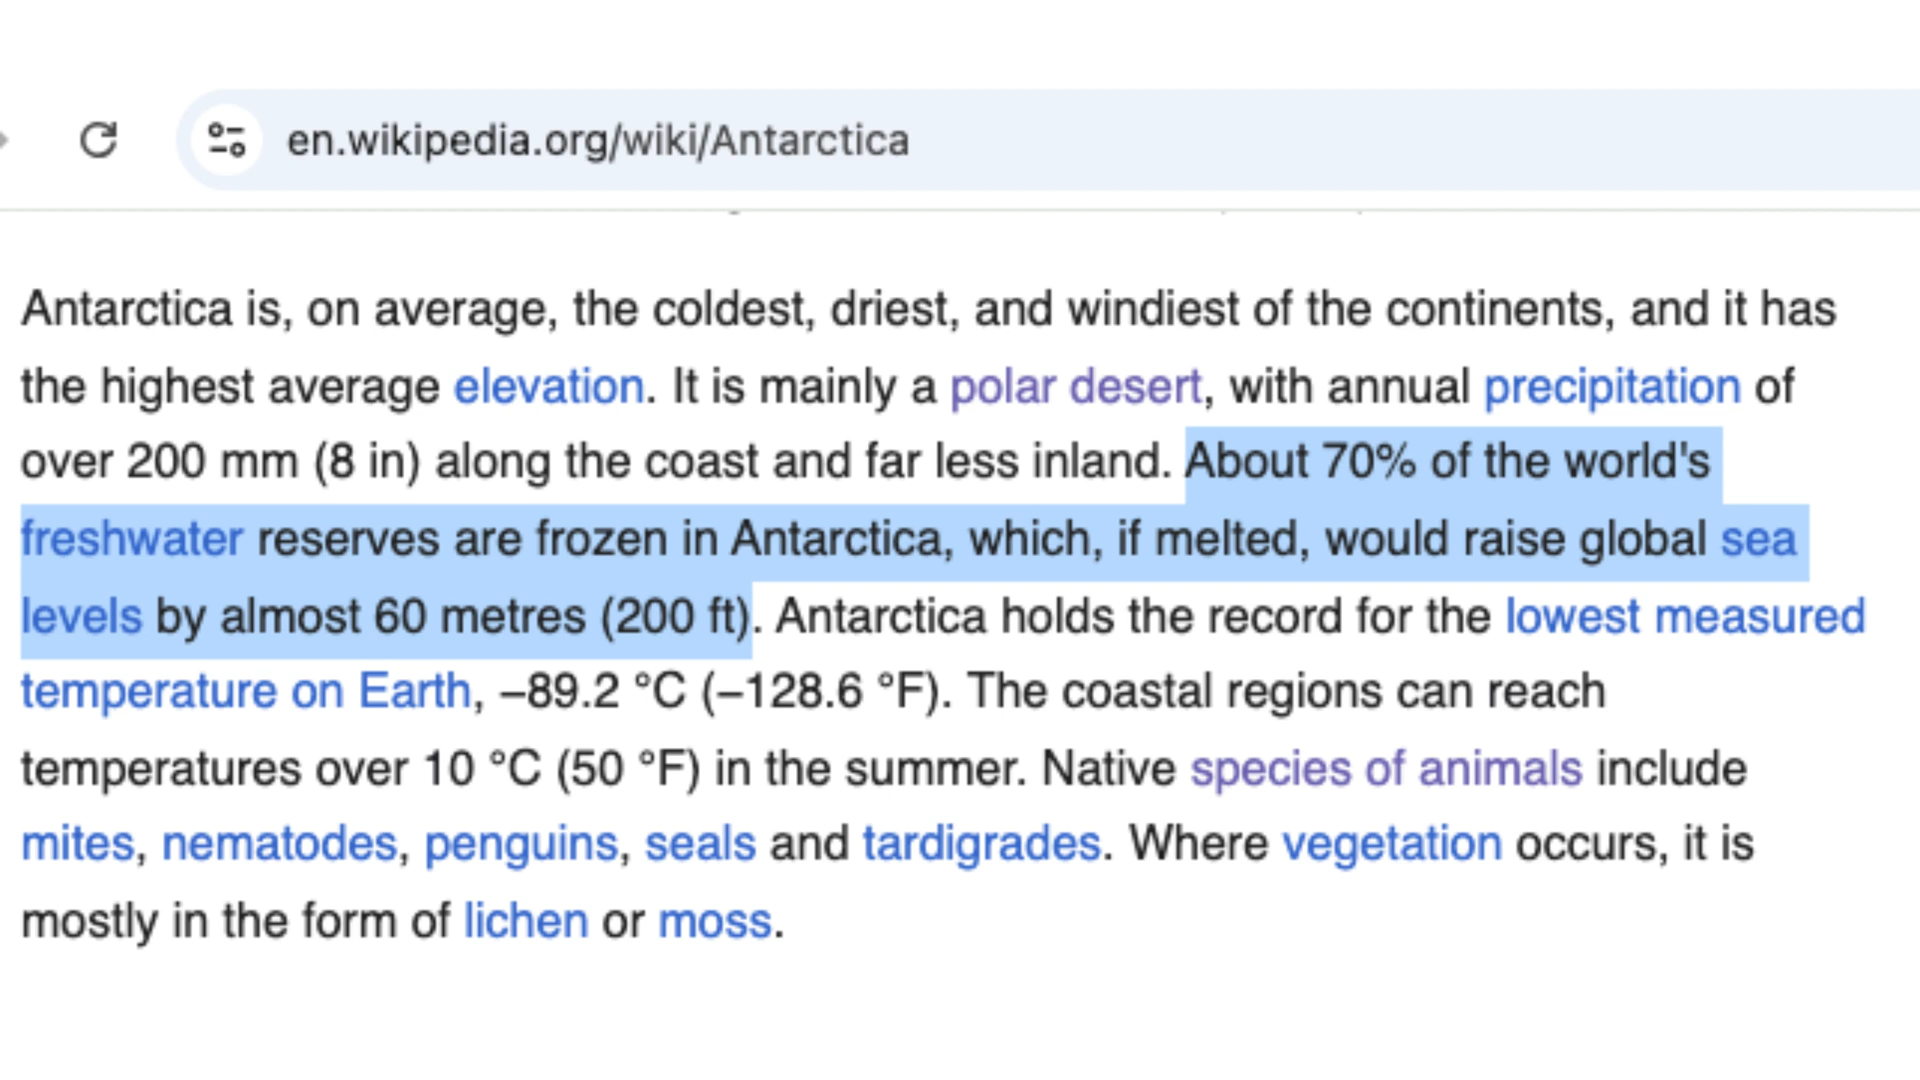 en.wikipedia.org/wiki/Antarctica
Antarctica is, on average, the coldest, driest, and windiest of the continents, and it has
the highest average elevation. It is mainly a polar desert, with annual precipitation of
over 200 mm (8 in) along the coast and far less inland. About 70% of the world's
freshwater reserves are frozen in Antarctica, which, if melted, would raise global sea
levels by almost 60 metres (200 ft). Antarctica holds the record for the lowest measured
temperature on Earth, −89.2 °C (−128.6 °F). The coastal regions can reach
temperatures over 10 °C (50 °F) in the summer. Native species of animals include
mites, nematodes, penguins, seals and tardigrades. Where vegetation occurs, it is
mostly in the form of lichen or moss.